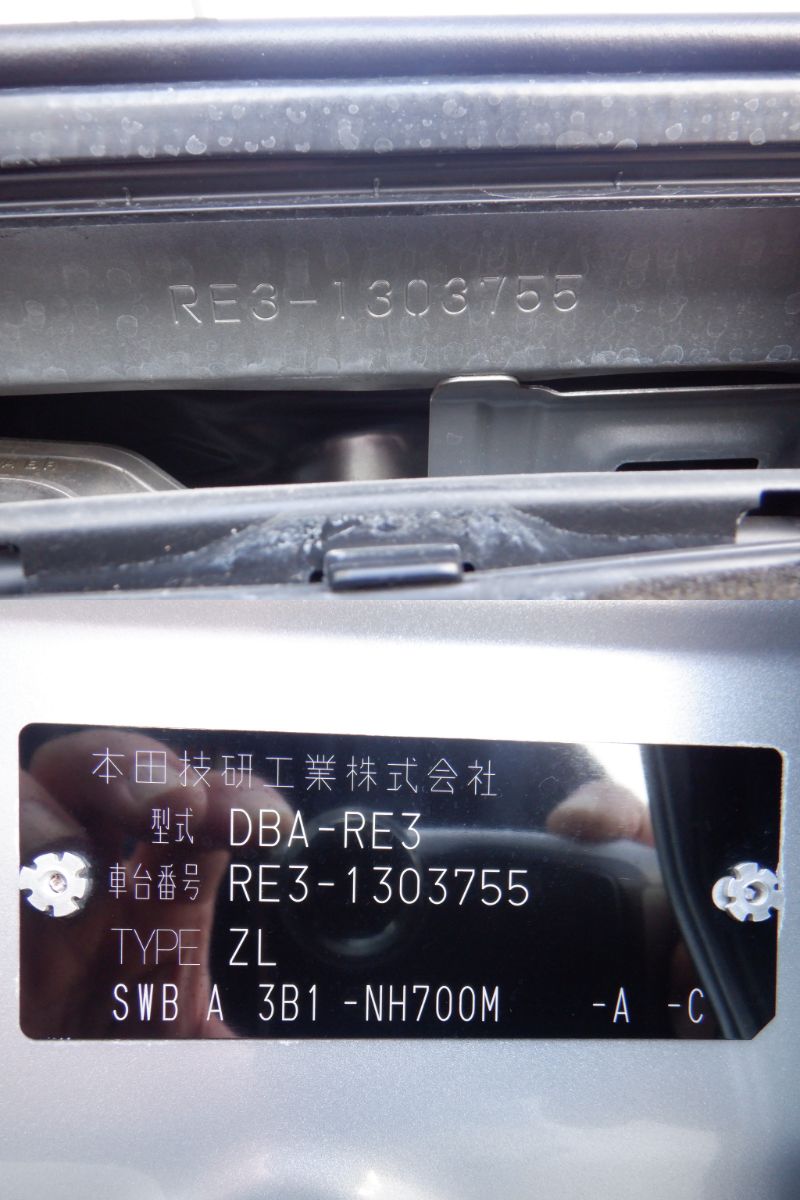 RE3-1303755
本田技研工業株式会社
型式 DBA-RE3
車台番号 RE3-1303755
TYPE ZL
SWB A 3B1 -NH700M -A -C